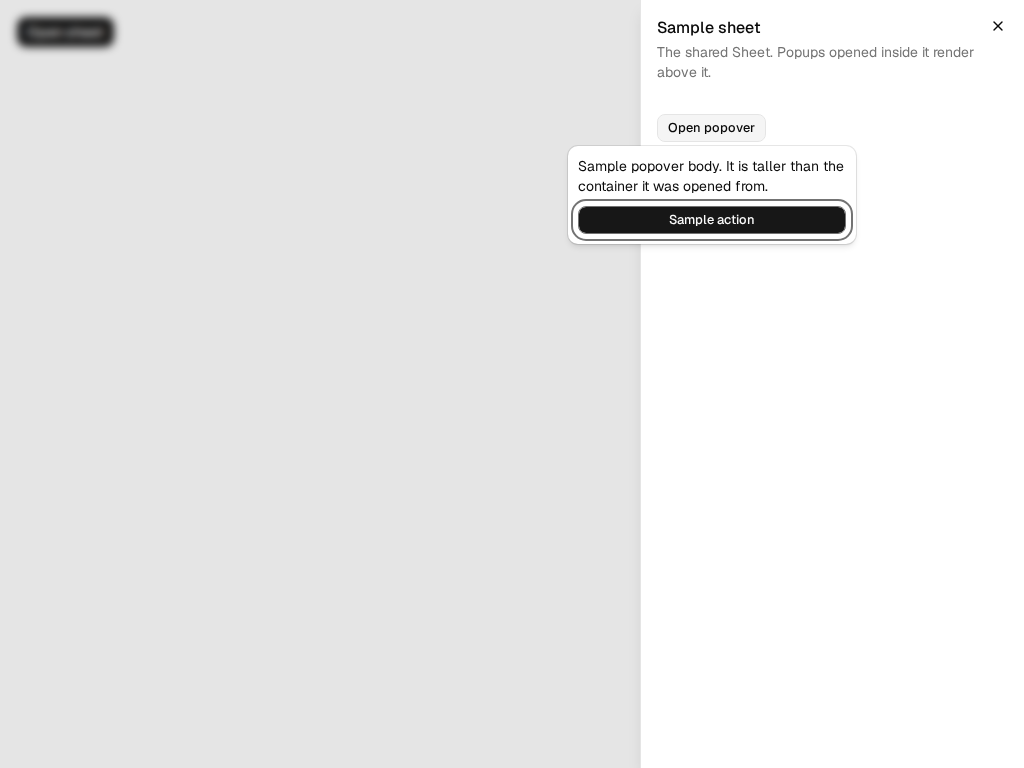 Sample sheet
The shared Sheet. Popups opened inside it render
above it.
Open popover
Sample popover body. It is taller than the
container it was opened from.
Sample action